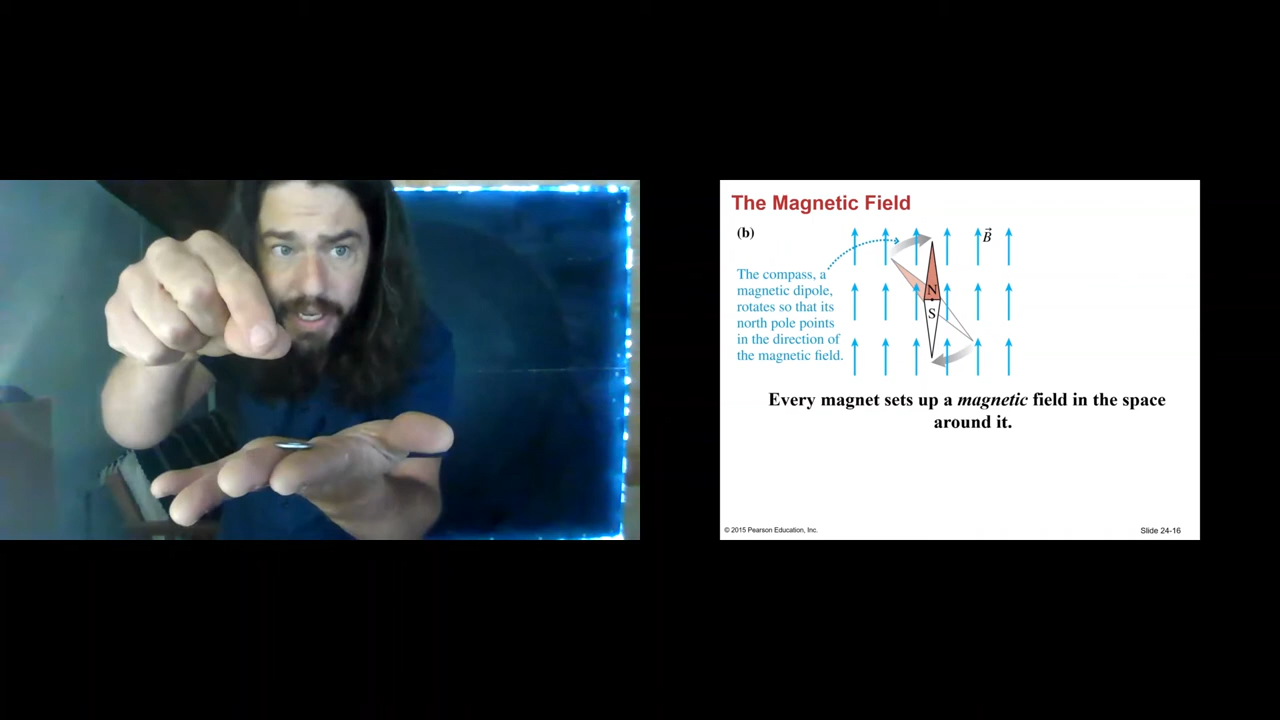 The Magnetic Field
(b)
B
The compass, a
magnetic dipole,
rotates so that its
north pole points
in the direction of
the magnetic field.
N
S
Every magnet sets up a magnetic field in the space
around it.
© 2015 Pearson Education, Inc.
Slide 24-16